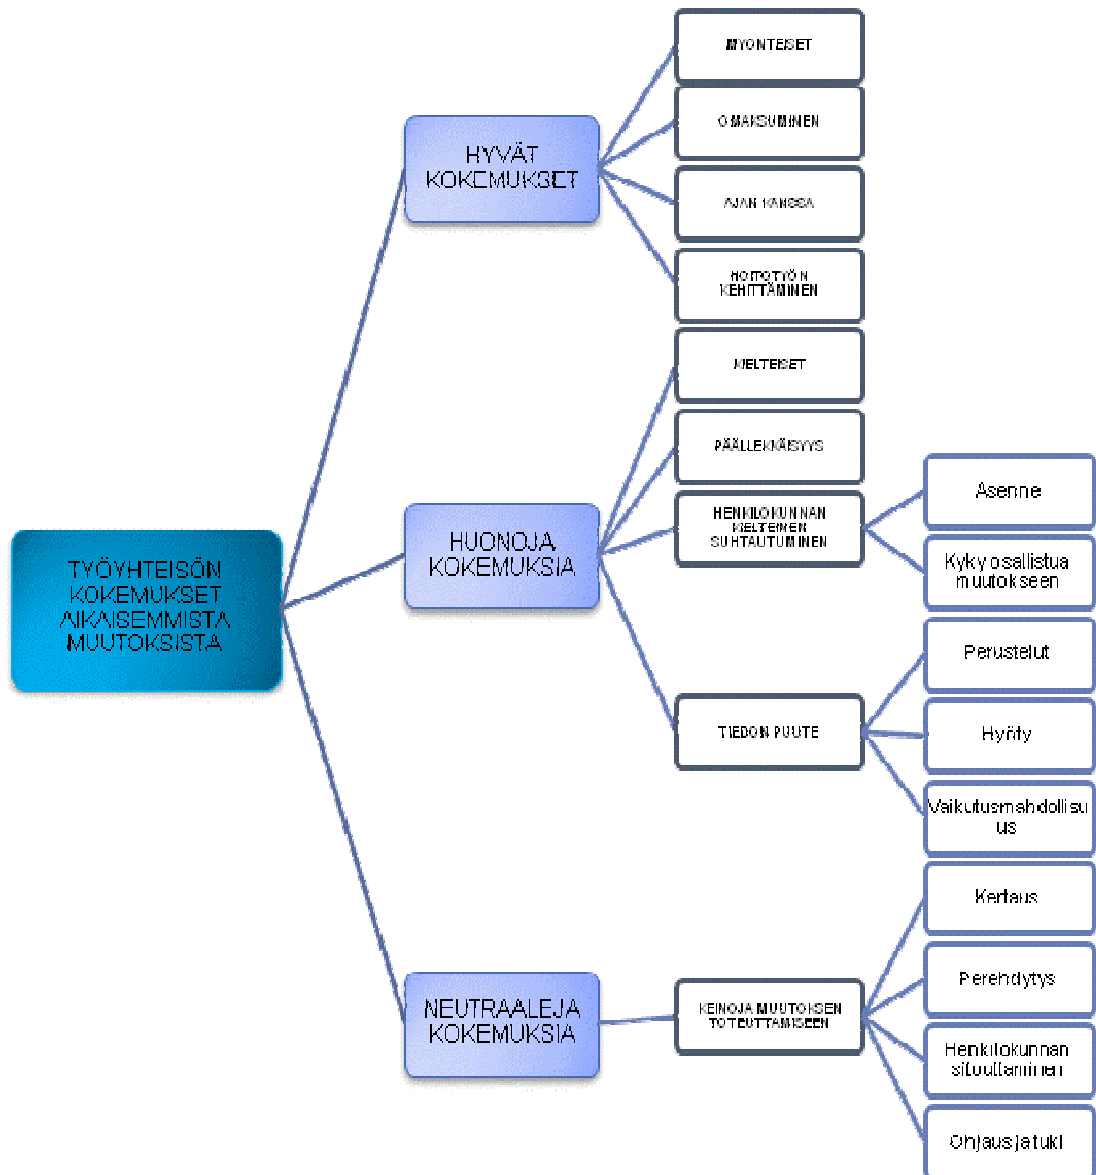 TYÖYHTEISÖN
KOKEMUKSET
AIKAISEMMISTA
MUUTOKSISTA
HYVÄT
KOKEMUKSET
MYÖNTEISET
OMAKSUMINEN
AJAN KANSSA
HOITOTYÖN
KEHITTÄMINEN
HUONOJA
KOKEMUKSIA
KIELTEISET
PÄÄLLEKKÄISYYS
HENKILÖKUNNAN
KIELTEINEN
SUHTAUTUMINEN
Asenne
Kyky osallistua
muutokseen
TIEDON PUUTE
Perustelut
Hyöty
Vaikutusmahdollisu
us
NEUTRAALEJA
KOKEMUKSIA
KEINOJA MUUTOKSEN
TOTEUTTAMISEEN
Kertaus
Perehdytys
Henkilökunnan
sitouttaminen
Ohjaus ja tuki